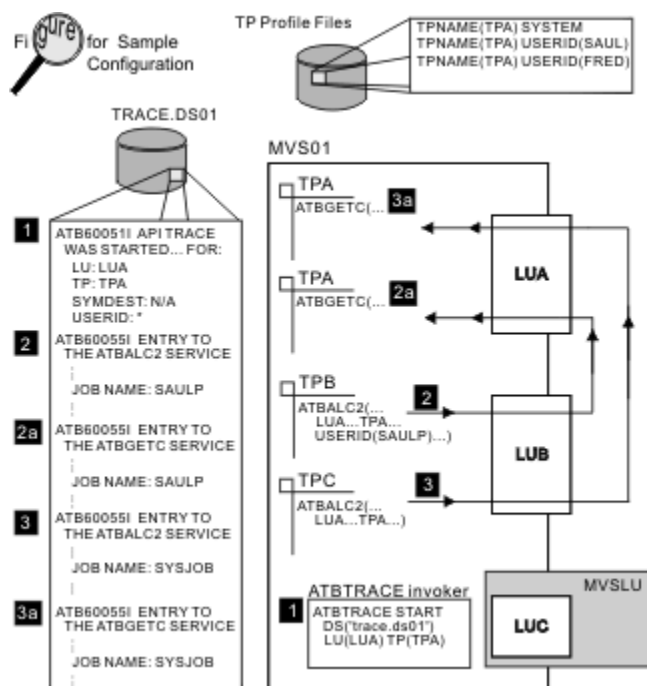 Figure for Sample
Configuration
TP Profile Files
TPNAME(TPA) SYSTEM
TPNAME(TPA) USERID(SAUL)
TPNAME(TPA) USERID(FRED)
TRACE.DS01
1
ATB60051I API TRACE
WAS STARTED... FOR:
LU: LUA
TP: TPA
SYMDEST: N/A
USERID: *
2
ATB60055I ENTRY TO
THE ATBALC2 SERVICE
JOB NAME: SAULP
2a
ATB60055I ENTRY TO
THE ATBGETC SERVICE
JOB NAME: SAULP
3
ATB60055I ENTRY TO
THE ATBALC2 SERVICE
JOB NAME: SYSJOB
3a
ATB60055I ENTRY TO
THE ATBGETC SERVICE
JOB NAME: SYSJOB
MVS01
TPA
ATBGETC(... 3a
TPA
ATBGETC(... 2a
TPB
ATBALC2(... 2
LUA...TPA...
USERID(SAULP)...)
TPC
ATBALC2(... 3
LUA...TPA...)
LUA
LUB
ATBTRACE invoker
1
ATBTRACE START
DS('trace.ds01')
LU(LUA) TP(TPA)
MVSLU
LUC